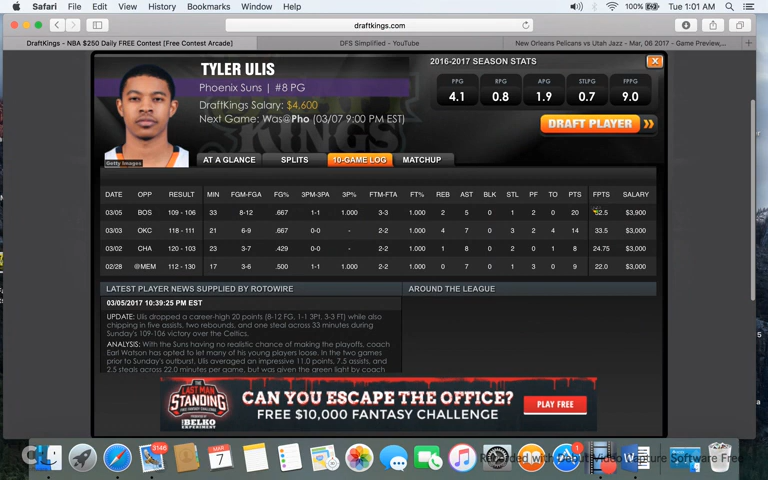 Safari File Edit View History Bookmarks Window Help 100% Tue 1:01 AM
draftkings.com
DraftKings - NBA $250 Daily FREE Contest [Free Contest Arcade] DFS Simplified - YouTube New Orleans Pelicans vs Utah Jazz - Mar, 06 2017 - Game Preview,...
TYLER ULIS
Phoenix Suns | #8 PG
DraftKings Salary: $4,600
Next Game: Was@Pho (03/07 9:00 PM EST)
Getty Images
2016-2017 SEASON STATS
PPG RPG APG STLPG FPPG
4.1 0.8 1.9 0.7 9.0
DRAFT PLAYER
AT A GLANCE SPLITS 10-GAME LOG MATCHUP
DATE OPP RESULT MIN FGM-FGA FG% 3PM-3PA 3P% FTM-FTA FT% REB AST BLK STL PF TO PTS FPTS SALARY
03/05 BOS 109 - 106 33 8-12 .667 1-1 1.000 3-3 1.000 2 5 0 1 2 0 20 32.5 $3,900
03/03 OKC 118 - 111 21 6-9 .667 0-0 - 2-2 1.000 4 7 0 3 2 4 14 33.5 $3,000
03/02 CHA 120 - 103 23 3-7 .429 0-0 - 2-2 1.000 1 8 0 2 0 1 8 24.75 $3,000
02/28 @MEM 112 - 130 17 3-6 .500 1-1 1.000 2-2 1.000 0 7 0 1 3 0 9 22.0 $3,000
LATEST PLAYER NEWS SUPPLIED BY ROTOWIRE
03/05/2017 10:39:25 PM EST
UPDATE: Ulis dropped a career-high 20 points (8-12 FG, 1-1 3Pt, 3-3 FT) while also
chipping in five assists, two rebounds, and one steal across 33 minutes during
Sunday's 109-106 victory over the Celtics.
ANALYSIS: With the Suns having no realistic chance of making the playoffs, coach
Earl Watson has opted to let many of his young players loose. In the two games
prior to Sunday's outburst, Ulis averaged an impressive 11.0 points, 7.5 assists, and
2.5 steals across 22.0 minutes per game, but was given the green light by coach
AROUND THE LEAGUE
THE LAST MAN
STANDING
FREE FANTASY CHALLENGE
THE BELKO
EXPERIMENT
CAN YOU ESCAPE THE OFFICE?
FREE $10,000 FANTASY CHALLENGE
PLAY FREE
3146
MAR
7
1
Recorded with Debut Video Capture Software Free